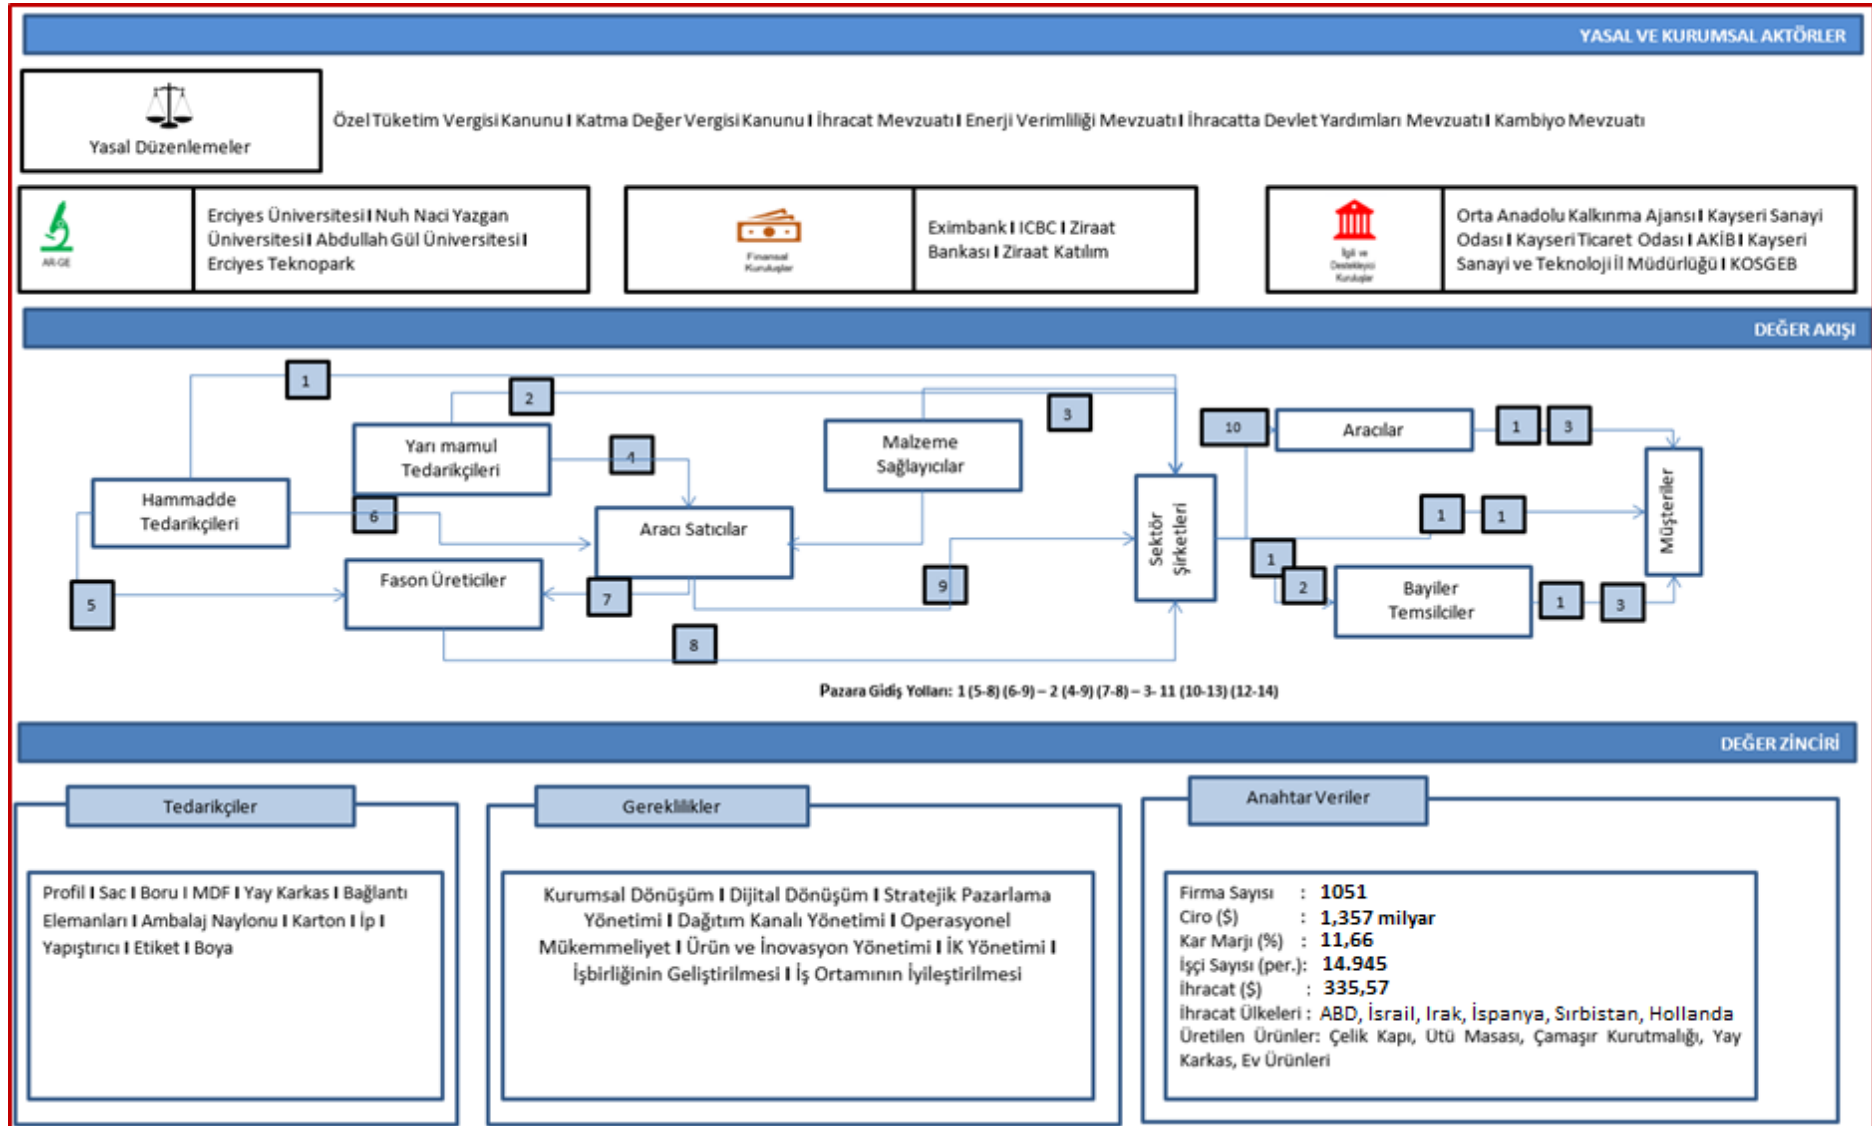 YASAL VE KURUMSAL AKTÖRLER
Yasal Düzenlemeler
Özel Tüketim Vergisi Kanunu I Katma Değer Vergisi Kanunu I İhracat Mevzuatı I Enerji Verimliliği Mevzuatı I İhracatta Devlet Yardımları Mevzuatı I Kambiyo Mevzuatı
AR-GE
Erciyes Üniversitesi I Nuh Naci Yazgan
Üniversitesi I Abdullah Gül Üniversitesi I
Erciyes Teknopark
Finansal
Kuruluşlar
Eximbank I ICBC I Ziraat
Bankası I Ziraat Katılım
İlgili ve
Destekleyici
Kuruluşlar
Orta Anadolu Kalkınma Ajansı I Kayseri Sanayi
Odası I Kayseri Ticaret Odası I AKİB I Kayseri
Sanayi ve Teknoloji İl Müdürlüğü I KOSGEB
DEĞER AKIŞI
1
2
3
Yarı mamul
Tedarikçileri
4
Malzeme
Sağlayıcılar
10
Aracılar
1
3
Hammadde
Tedarikçileri
6
Aracı Satıcılar
Sektör
Şirketleri
1
1
Müşteriler
5
Fason Üreticiler
7
9
1
2
Bayiler
Temsilciler
1
3
8
Pazara Gidiş Yolları: 1 (5-8) (6-9) – 2 (4-9) (7-8) – 3- 11 (10-13) (12-14)
DEĞER ZİNCİRİ
Tedarikçiler
Profil I Sac I Boru I MDF I Yay Karkas I Bağlantı
Elemanları I Ambalaj Naylonu I Karton I İp I
Yapıştırıcı I Etiket I Boya
Gereklilikler
Kurumsal Dönüşüm I Dijital Dönüşüm I Stratejik Pazarlama
Yönetimi I Dağıtım Kanalı Yönetimi I Operasyonel
Mükemmeliyet I Ürün ve İnovasyon Yönetimi I İK Yönetimi I
İşbirliğinin Geliştirilmesi I İş Ortamının İyileştirilmesi
Anahtar Veriler
Firma Sayısı : 1051
Ciro ($) : 1,357 milyar
Kar Marjı (%) : 11,66
İşçi Sayısı (per.): 14.945
İhracat ($) : 335,57
İhracat Ülkeleri : ABD, İsrail, Irak, İspanya, Sırbistan, Hollanda
Üretilen Ürünler: Çelik Kapı, Ütü Masası, Çamaşır Kurutmalığı, Yay
Karkas, Ev Ürünleri